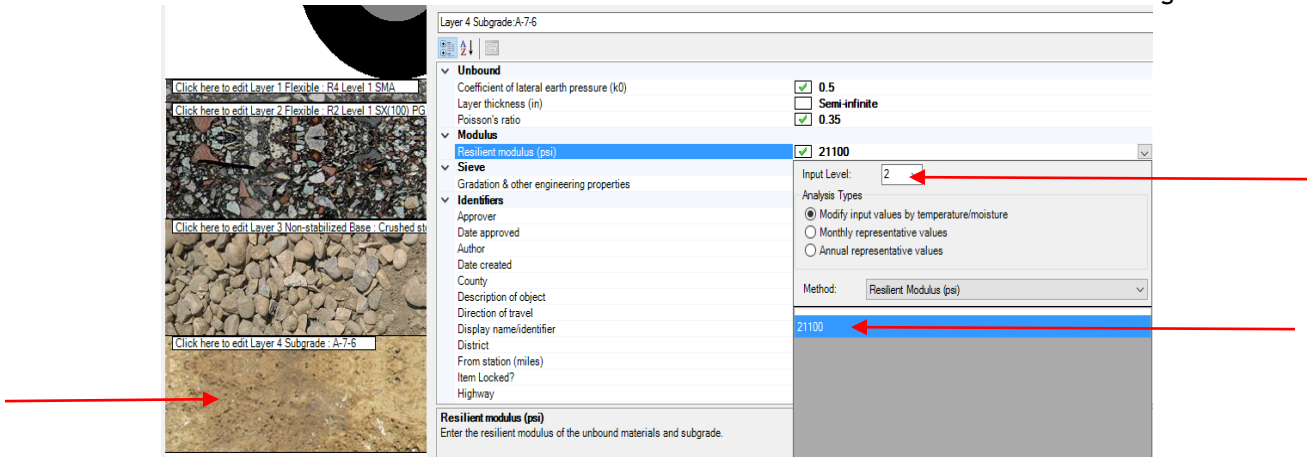 Layer 4 Subgrade:A-7-6
Click here to edit Layer 1 Flexible : R4 Level 1 SMA
Click here to edit Layer 2 Flexible : R2 Level 1 SX(100) PG
Click here to edit Layer 3 Non-stabilized Base : Crushed
Click here to edit Layer 4 Subgrade : A-7-6
Unbound
Coefficient of lateral earth pressure (k0) 0.5
Layer thickness (in) Semi-infinite
Poisson's ratio 0.35
Modulus
Resilient modulus (psi) 21100
Sieve
Gradation & other engineering properties
Identifiers
Approver
Date approved
Author
Date created
County
Description of object
Direction of travel
Display name/identifier
District
From station (miles)
Item Locked?
Highway
Input Level: 2
Analysis Types
Modify input values by temperature/moisture
Monthly representative values
Annual representative values
Method: Resilient Modulus (psi)
21100
Resilient modulus (psi)
Enter the resilient modulus of the unbound materials and subgrade.